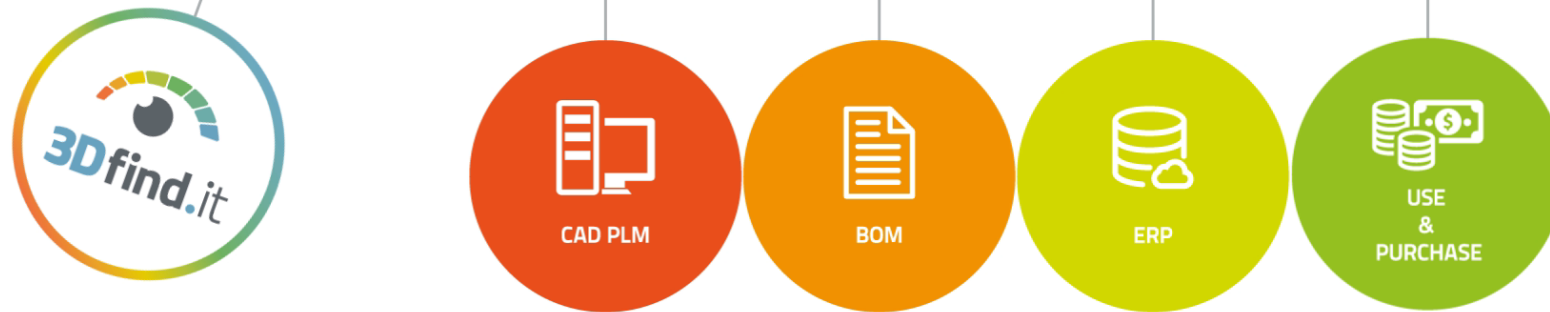 3Dfind.it
CAD PLM
BOM
ERP
$
USE
&
PURCHASE